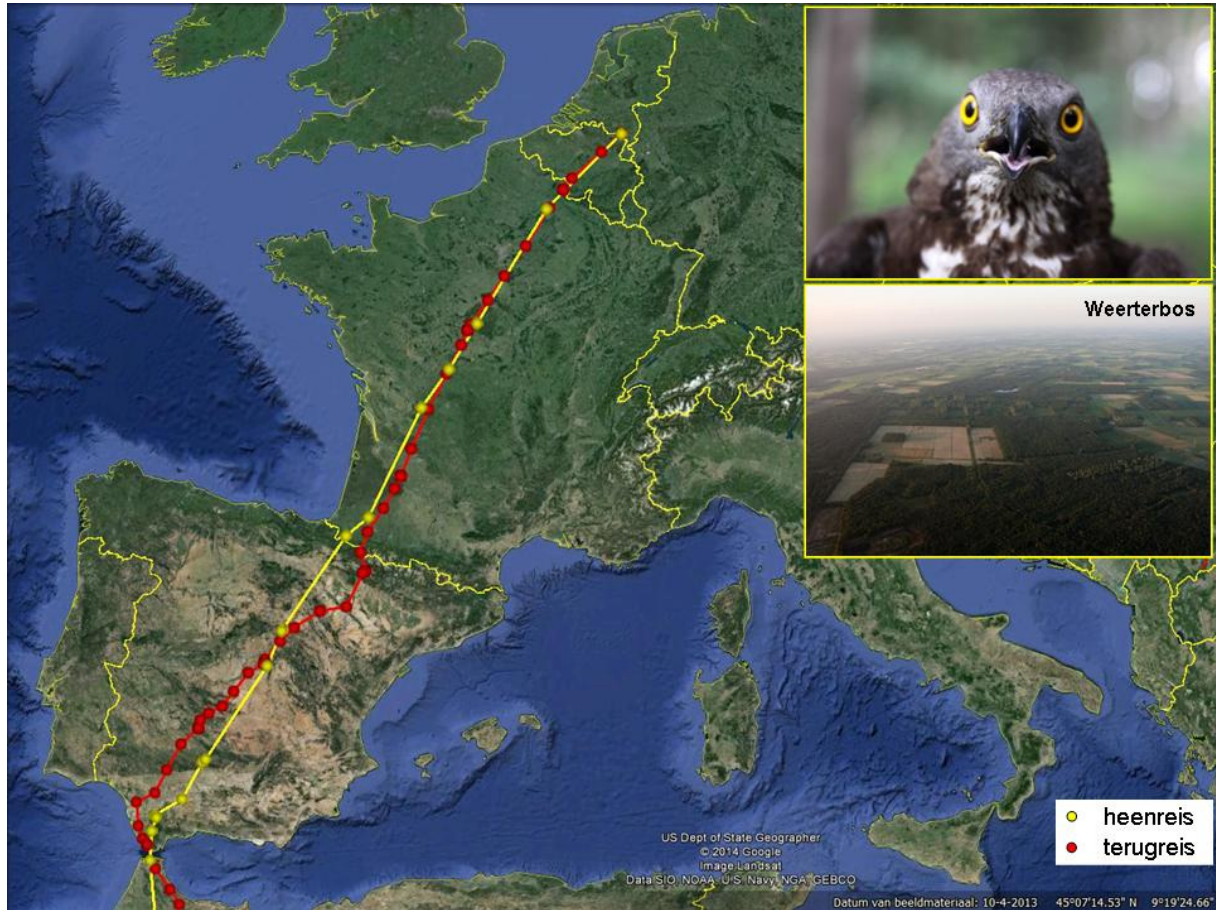 Weerterbos
heenreis
terugreis
US Dept of State Geographer
© 2014 Google
Image Landsat
Data SIO, NOAA, U.S. Navy, NGA, GEBCO
Datum van beeldmateriaal: 10-4-2013 45°07'14.53" N 9°19'24.66"